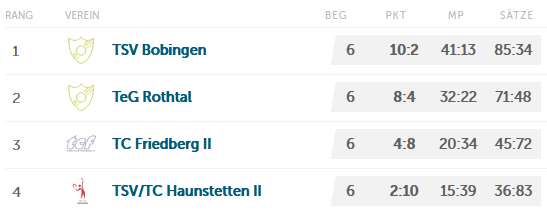 RANG VEREIN BEG PKT MP SÄTZE
1 TSV Bobingen 6 10:2 41:13 85:34
2 TeG Rothtal 6 8:4 32:22 71:48
3 TC Friedberg II 6 4:8 20:34 45:72
4 TSV/TC Haunstetten II 6 2:10 15:39 36:83